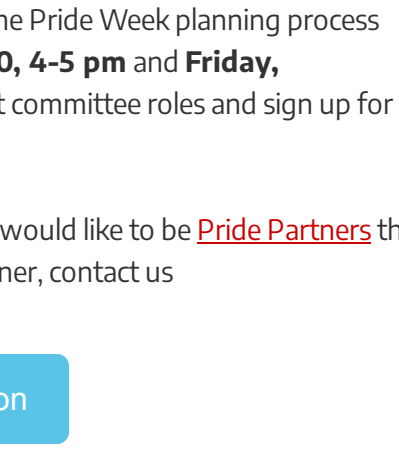 the Pride Week planning process
0, 4-5 pm and Friday,
t committee roles and sign up for
would like to be Pride Partners th
ner, contact us
on